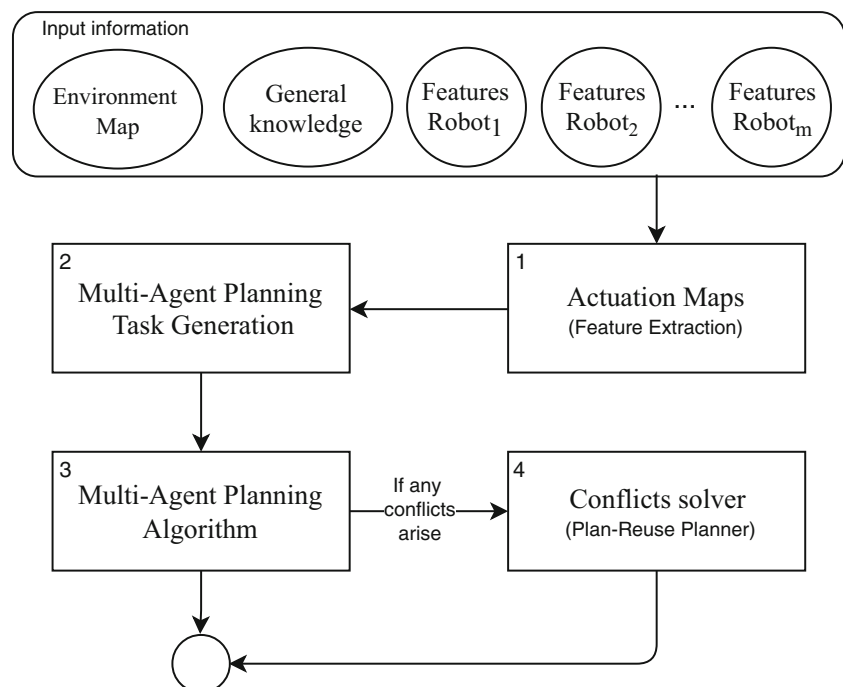 Input information
Environment
Map
General
knowledge
Features
Robot1
Features
Robot2
...
Features
Robotm
2
Multi-Agent Planning
Task Generation
1
Actuation Maps
(Feature Extraction)
3
Multi-Agent Planning
Algorithm
If any
conflicts
arise
4
Conflicts solver
(Plan-Reuse Planner)